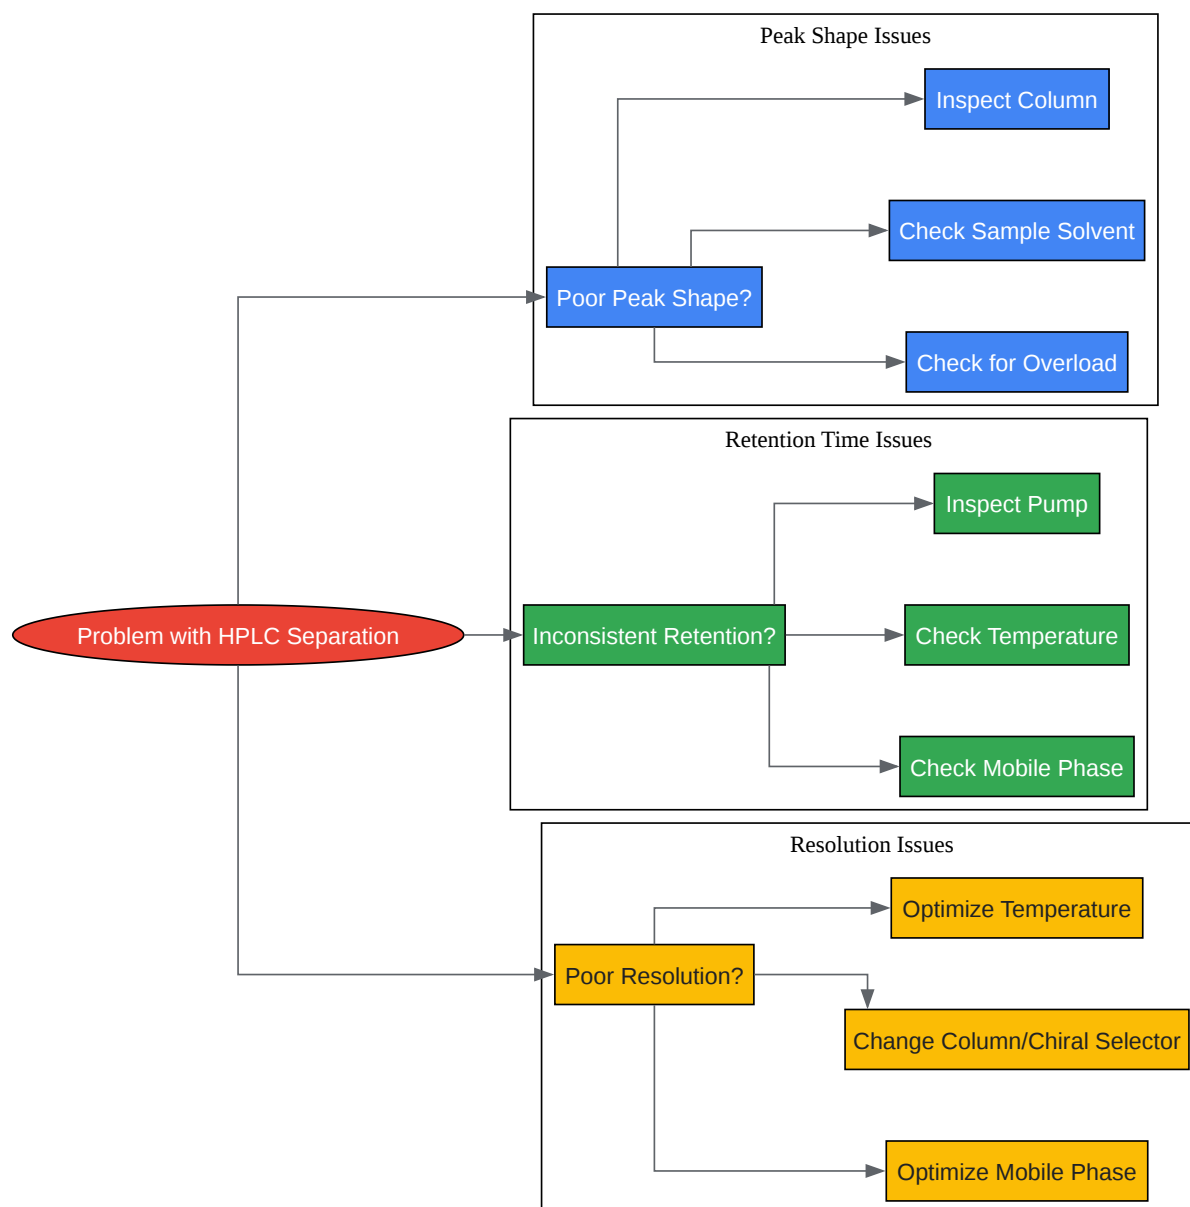 Peak Shape Issues
Inspect Column
Check Sample Solvent
Poor Peak Shape?
Check for Overload
Retention Time Issues
Inspect Pump
Problem with HPLC Separation
Inconsistent Retention?
Check Temperature
Check Mobile Phase
Resolution Issues
Optimize Temperature
Poor Resolution?
Change Column/Chiral Selector
Optimize Mobile Phase